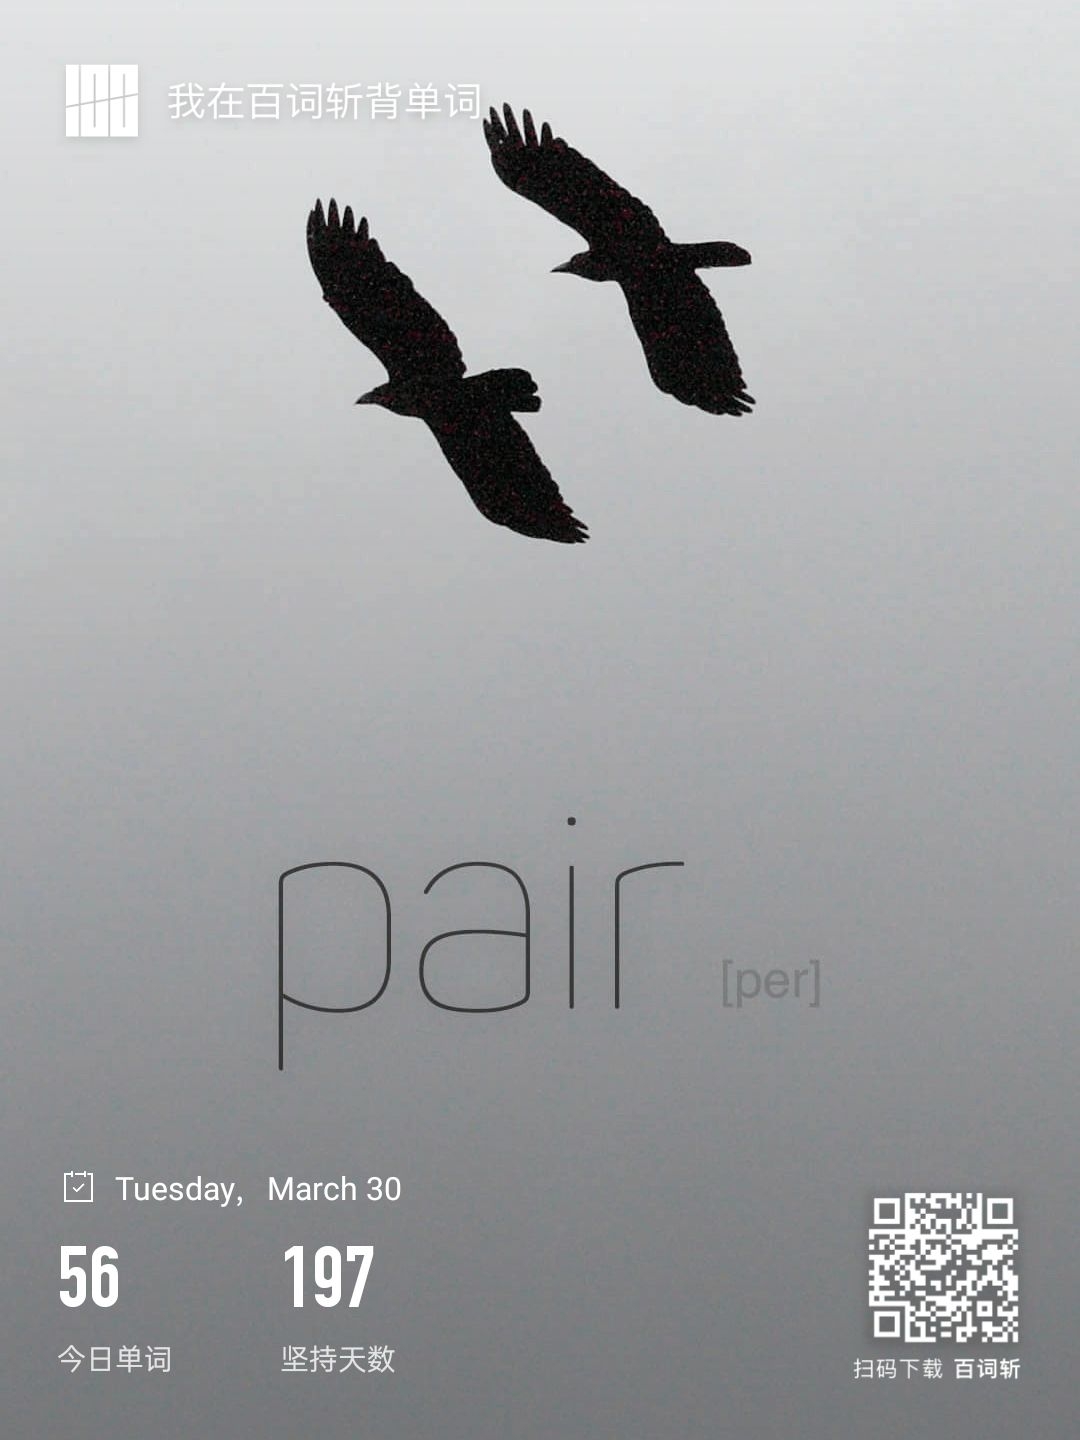 100 我在百词斩背单词
pair [per]
Tuesday, March 30
56 197
今日单词 坚持天数
扫码下载 百词斩